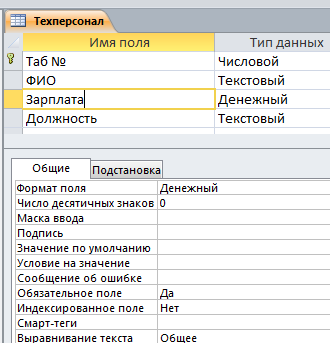 Техперсонал
Имя поля Тип данных
Таб № Числовой
ФИО Текстовый
Зарплата Денежный
Должность Текстовый
Общие Подстановка
Формат поля Денежный
Число десятичных знаков 0
Маска ввода
Подпись
Значение по умолчанию
Условие на значение
Сообщение об ошибке
Обязательное поле Да
Индексированное поле Нет
Смарт-теги
Выравнивание текста Общее